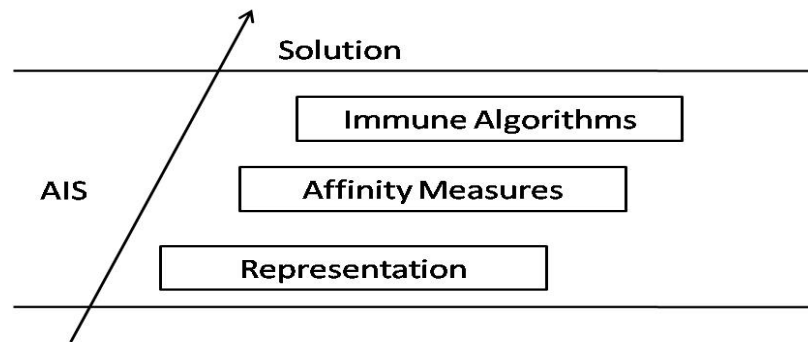 Solution
Immune Algorithms
AIS
Affinity Measures
Representation